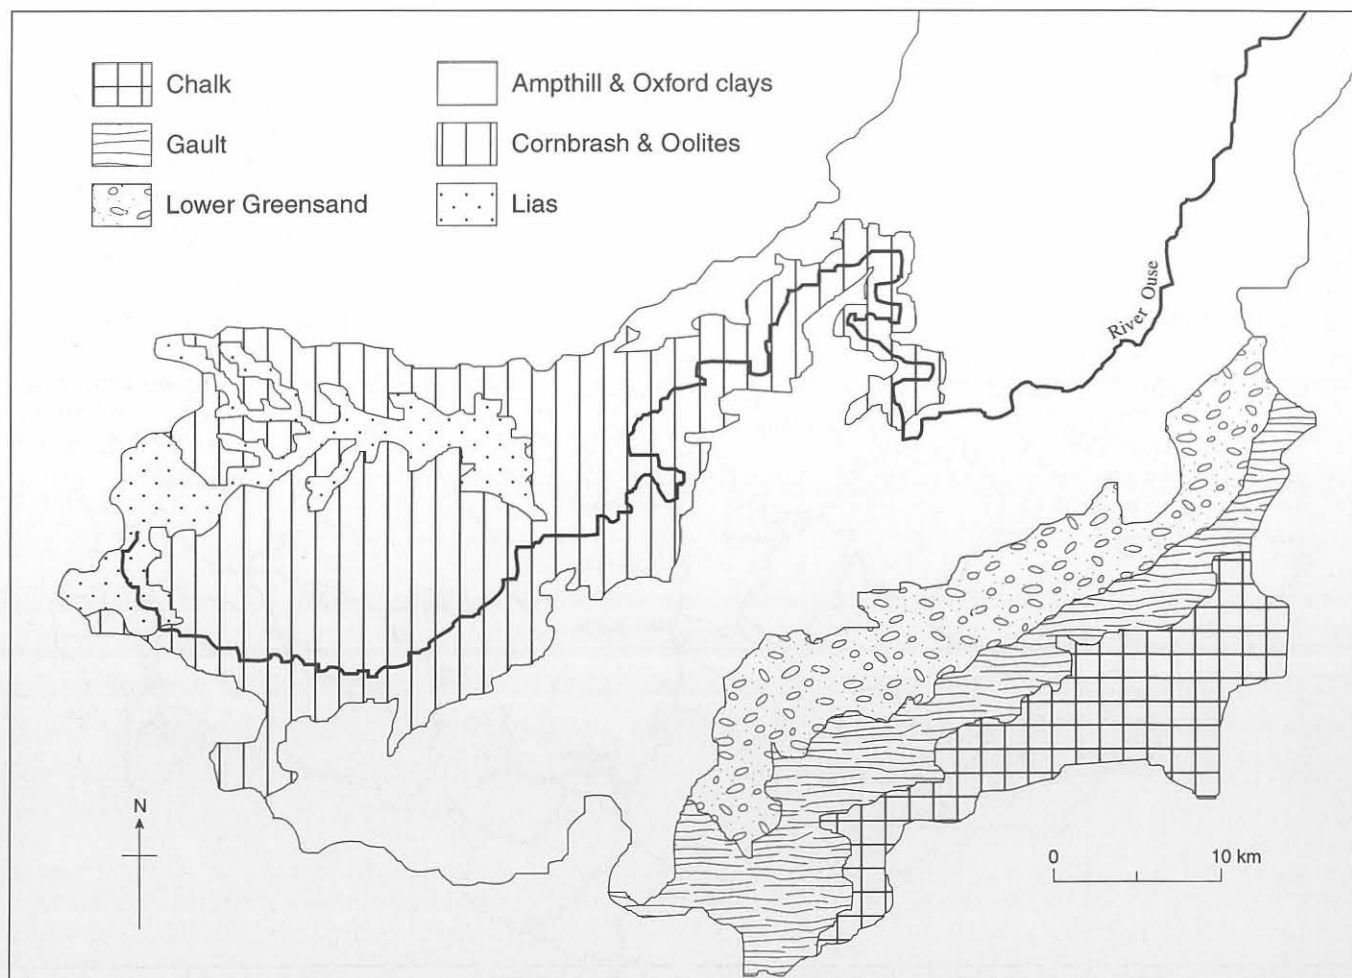 Chalk
Gault
Lower Greensand
Ampthill & Oxford clays
Cornbrash & Oolites
Lias
River Ouse
N
0 10 km